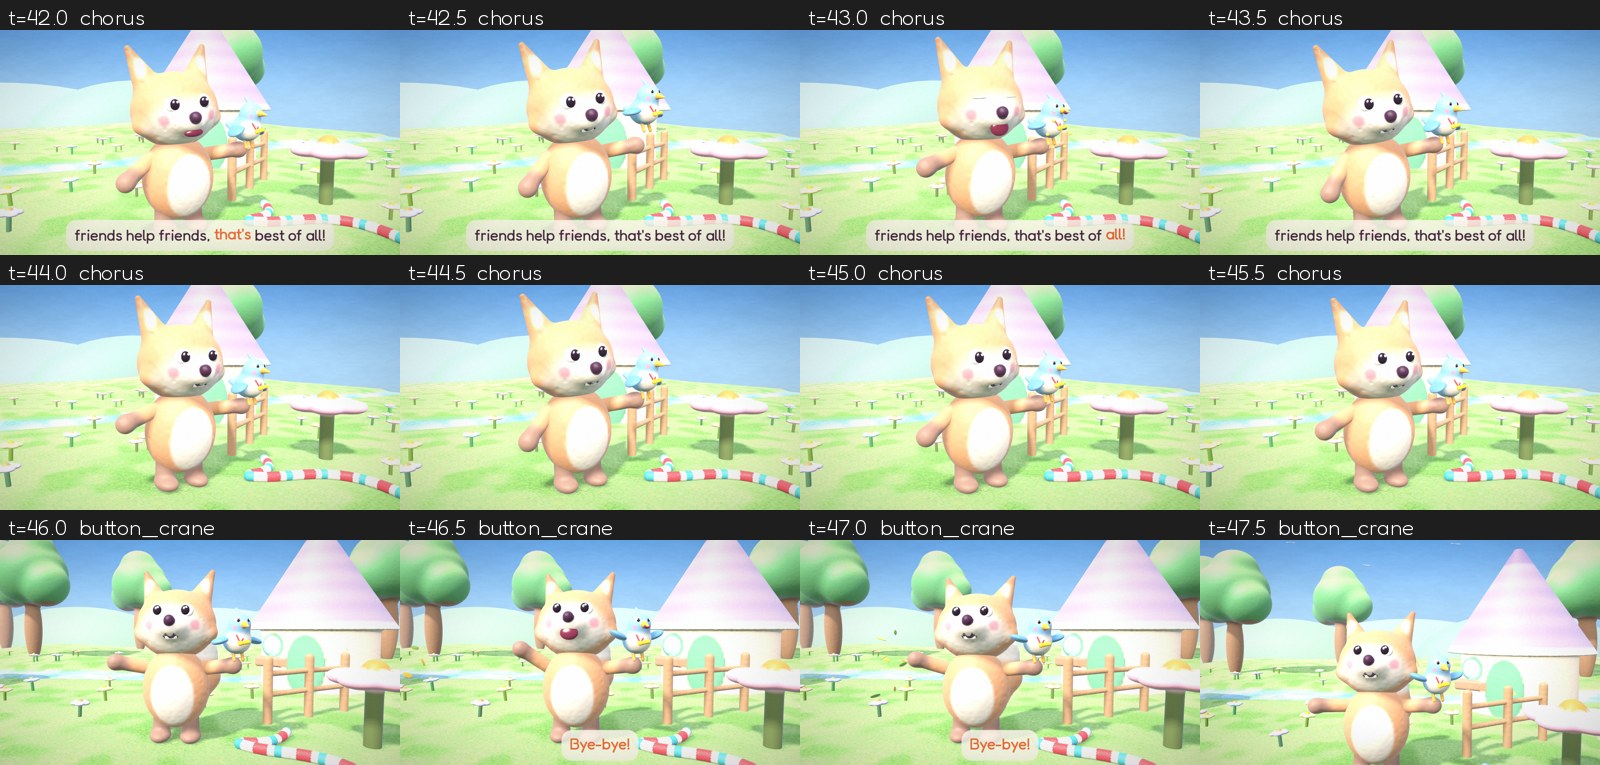 t=42.0 chorus
t=42.5 chorus
t=43.0 chorus
t=43.5 chorus
friends help friends, that's best of all!
friends help friends, that's best of all!
friends help friends, that's best of all!
friends help friends, that's best of all!
t=44.0 chorus
t=44.5 chorus
t=45.0 chorus
t=45.5 chorus
t=46.0 button_crane
t=46.5 button_crane
t=47.0 button_crane
t=47.5 button_crane
Bye-bye!
Bye-bye!